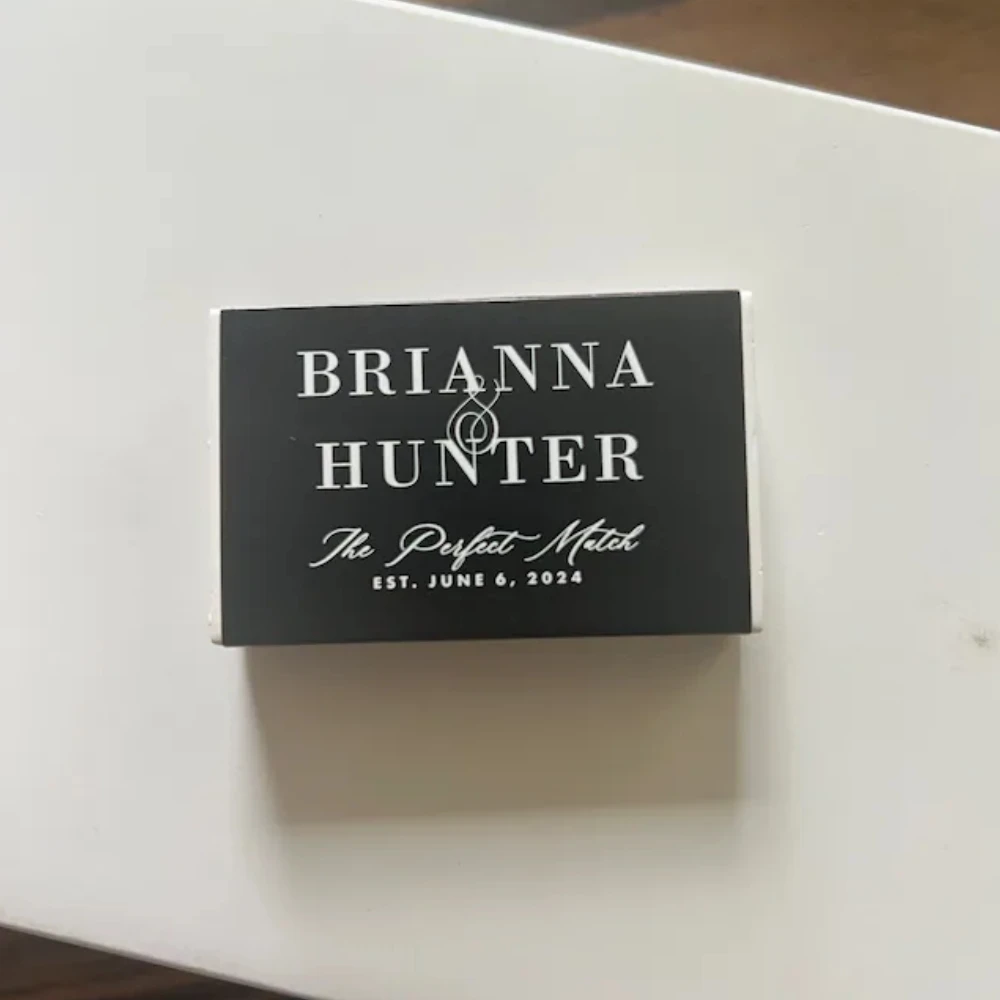 BRIANNA
&
HUNTER
The Perfect Match
EST. JUNE 6, 2024